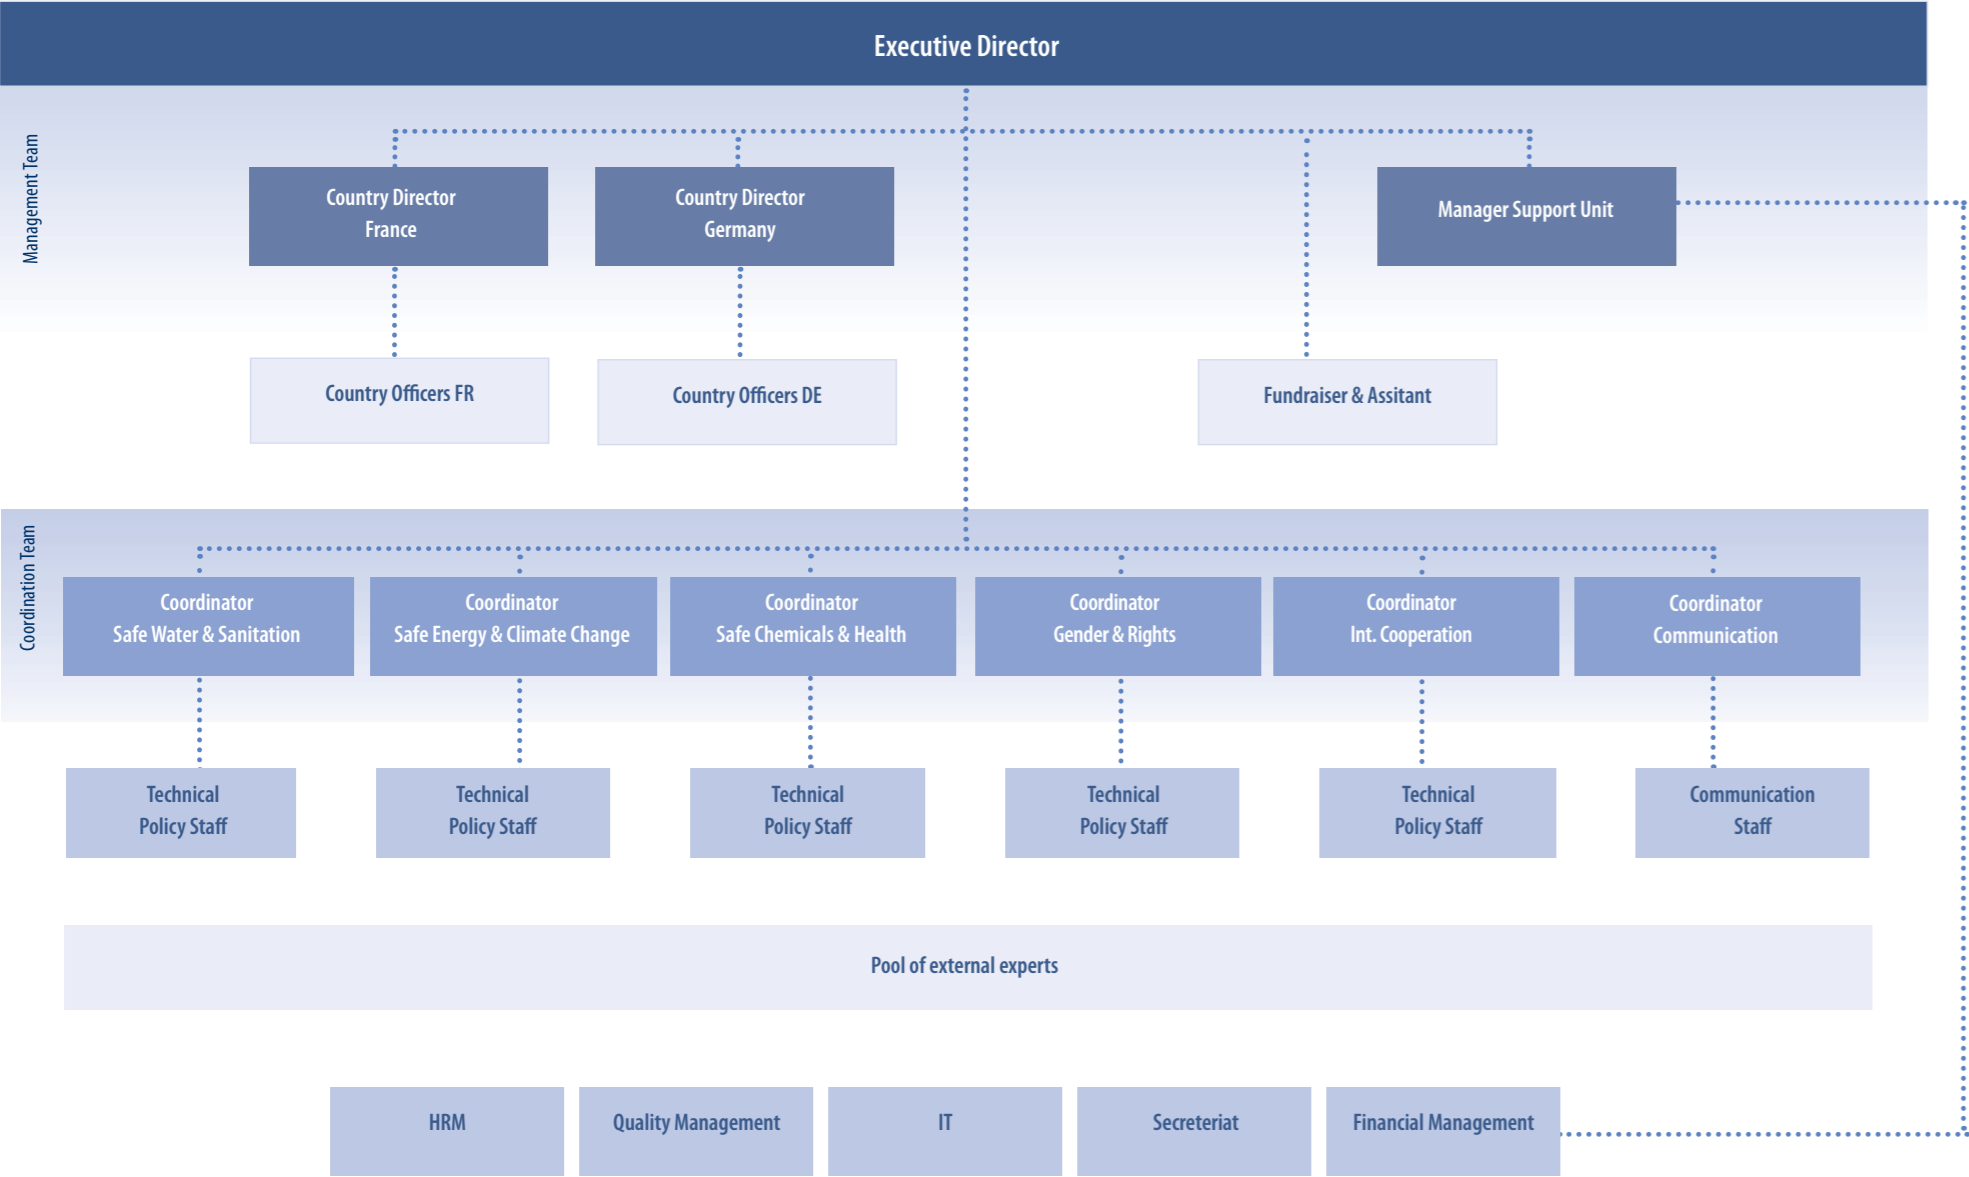 Executive Director
Management Team
Country Director
France
Country Director
Germany
Manager Support Unit
Country Officers FR
Country Officers DE
Fundraiser & Assitant
Coordination Team
Coordinator
Safe Water & Sanitation
Coordinator
Safe Energy & Climate Change
Coordinator
Safe Chemicals & Health
Coordinator
Gender & Rights
Coordinator
Int. Cooperation
Coordinator
Communication
Technical
Policy Staff
Technical
Policy Staff
Technical
Policy Staff
Technical
Policy Staff
Technical
Policy Staff
Communication
Staff
Pool of external experts
HRM
Quality Management
IT
Secreteriat
Financial Management